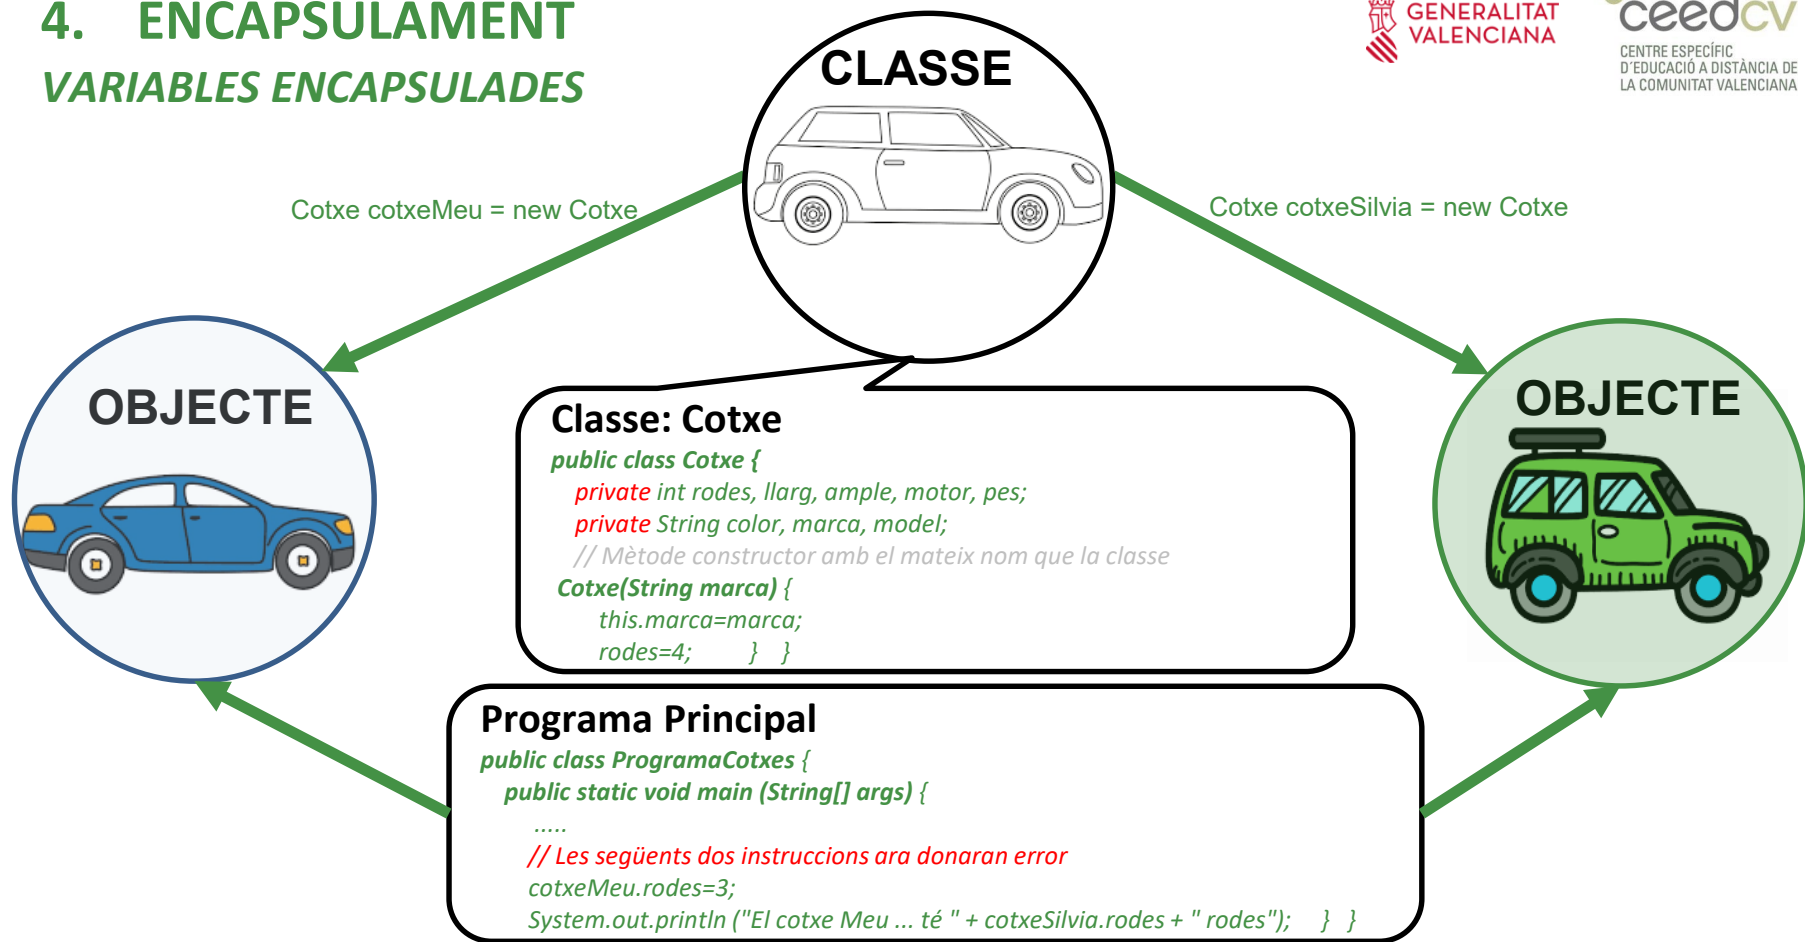 4. ENCAPSULAMENT
VARIABLES ENCAPSULADES
GENERALITAT
VALENCIANA
ceedcv
CENTRE ESPECÍFIC
D´EDUCACIÓ A DISTÀNCIA DE
LA COMUNITAT VALENCIANA
CLASSE
Cotxe cotxeMeu = new Cotxe
Cotxe cotxeSilvia = new Cotxe
OBJECTE
OBJECTE
Classe: Cotxe
public class Cotxe {
private int rodes, llarg, ample, motor, pes;
private String color, marca, model;
// Mètode constructor amb el mateix nom que la classe
Cotxe(String marca) {
this.marca=marca;
rodes=4; } }
Programa Principal
public class ProgramaCotxes {
public static void main (String[] args) {
.....
// Les següents dos instruccions ara donaran error
cotxeMeu.rodes=3;
System.out.println ("El cotxe Meu ... té " + cotxeSilvia.rodes + " rodes"); } }